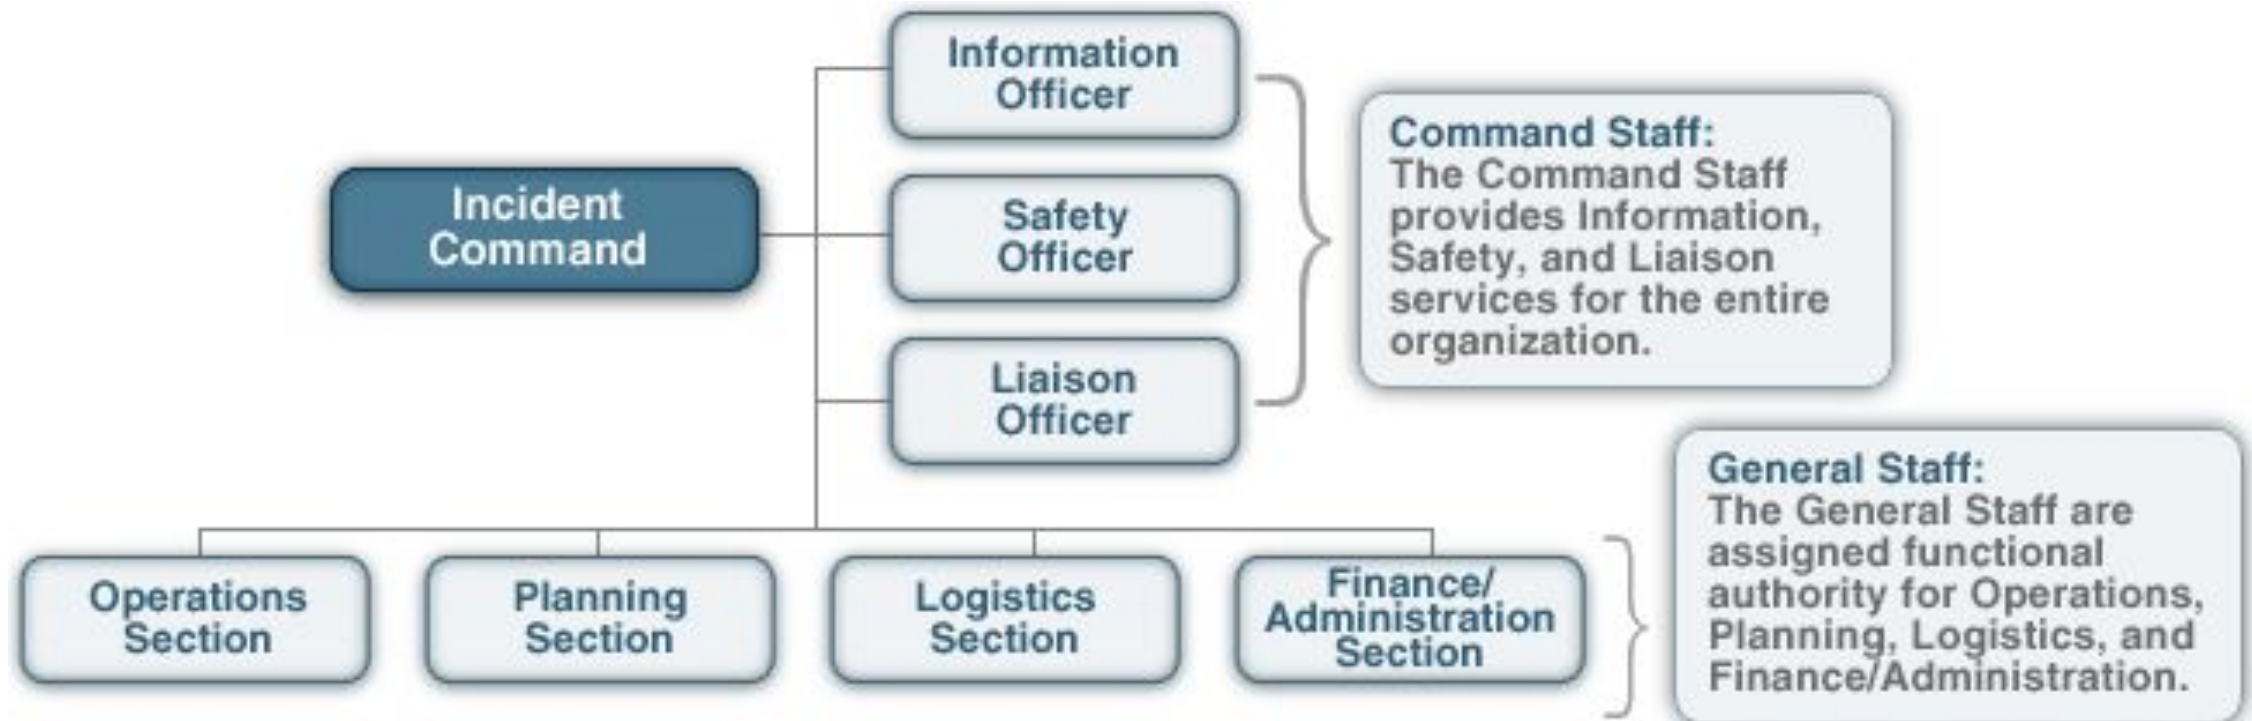 Information
Officer
Incident
Command
Safety
Officer
Liaison
Officer
Command Staff:
The Command Staff
provides Information,
Safety, and Liaison
services for the entire
organization.
Operations
Section
Planning
Section
Logistics
Section
Finance/
Administration
Section
General Staff:
The General Staff are
assigned functional
authority for Operations,
Planning, Logistics, and
Finance/Administration.